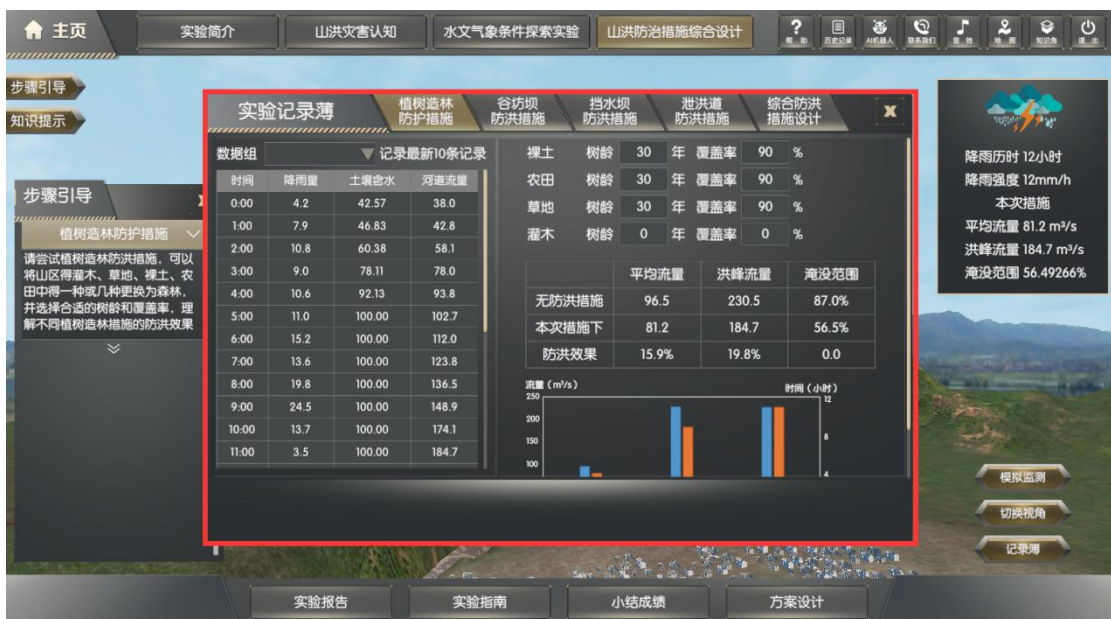 主页
实验简介
山洪灾害认知
水文气象条件探索实验
山洪防治措施综合设计
帮助
历史记录
AI机器人
联系我们
音效
地图
知识角
退出
步骤引导
知识提示
步骤引导
植树造林防护措施
请尝试植树造林防洪措施，可以
将山区得灌木、草地、裸土、农
田中得一种或几种更换为森林，
并选择合适的树龄和覆盖率，理
解不同植树造林措施的防洪效果
实验记录薄
植树造林
防护措施
谷坊坝
防洪措施
挡水坝
防洪措施
泄洪道
防洪措施
综合防洪
措施设计
X
数据组 记录最新10条记录
时间 降雨量 土壤含水 河道流量
0:00 4.2 42.57 38.0
1:00 7.9 46.83 42.8
2:00 10.8 60.38 58.1
3:00 9.0 78.11 78.0
4:00 10.6 92.13 93.8
5:00 11.0 100.00 102.7
6:00 15.2 100.00 112.0
7:00 13.6 100.00 123.8
8:00 19.8 100.00 136.5
9:00 24.5 100.00 148.9
10:00 13.7 100.00 174.1
11:00 3.5 100.00 184.7
裸土 树龄 30 年 覆盖率 90 %
农田 树龄 30 年 覆盖率 90 %
草地 树龄 30 年 覆盖率 90 %
灌木 树龄 0 年 覆盖率 0 %
平均流量 洪峰流量 淹没范围
无防洪措施 96.5 230.5 87.0%
本次措施下 81.2 184.7 56.5%
防洪效果 15.9% 19.8% 0.0
流量（m³/s） 时间（小时）
250 12
200
150 8
100 4
降雨历时 12小时
降雨强度 12mm/h
本次措施
平均流量 81.2 m³/s
洪峰流量 184.7 m³/s
淹没范围 56.49266%
模拟监测
切换视角
记录薄
实验报告
实验指南
小结成绩
方案设计